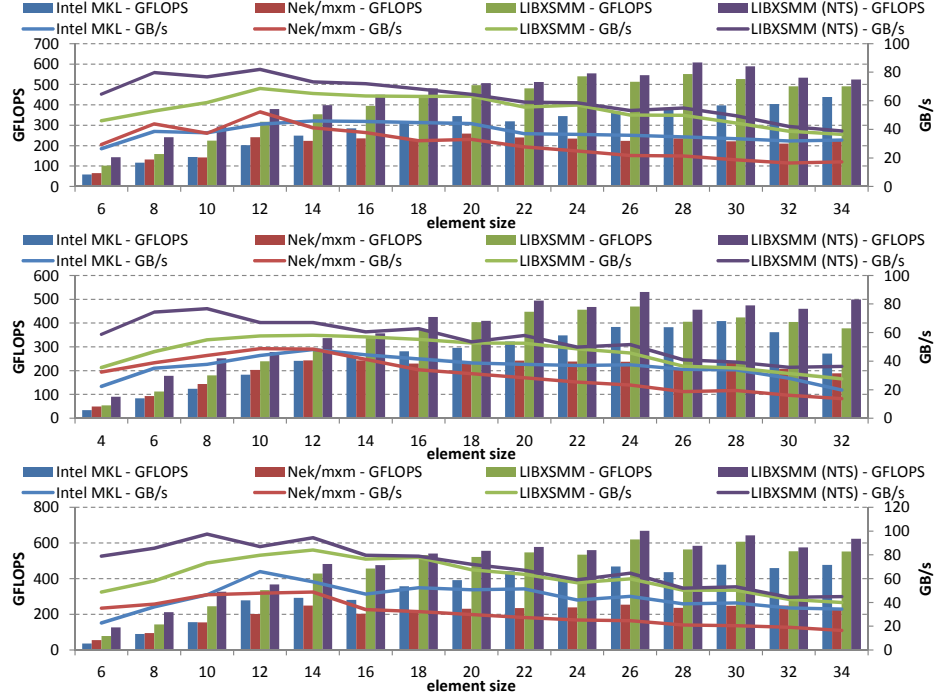 Intel MKL - GFLOPS Nek/mxm - GFLOPS LIBXSMM - GFLOPS LIBXSMM (NTS) - GFLOPS
Intel MKL - GB/s Nek/mxm - GB/s LIBXSMM - GB/s LIBXSMM (NTS) - GB/s
700 100
600
500 80
400 60
300 40
200
100 20
0 0
GFLOPS
GB/s
6 8 10 12 14 16 18 20 22 24 26 28 30 32 34
element size
Intel MKL - GFLOPS Nek/mxm - GFLOPS LIBXSMM - GFLOPS LIBXSMM (NTS) - GFLOPS
Intel MKL - GB/s Nek/mxm - GB/s LIBXSMM - GB/s LIBXSMM (NTS) - GB/s
600 100
500 80
400 60
300
200 40
100 20
0 0
GFLOPS
GB/s
4 6 8 10 12 14 16 18 20 22 24 26 28 30 32
element size
Intel MKL - GFLOPS Nek/mxm - GFLOPS LIBXSMM - GFLOPS LIBXSMM (NTS) - GFLOPS
Intel MKL - GB/s Nek/mxm - GB/s LIBXSMM - GB/s LIBXSMM (NTS) - GB/s
800 120
100
600 80
400 60
40
200 20
0 0
GFLOPS
GB/s
6 8 10 12 14 16 18 20 22 24 26 28 30 32 34
element size